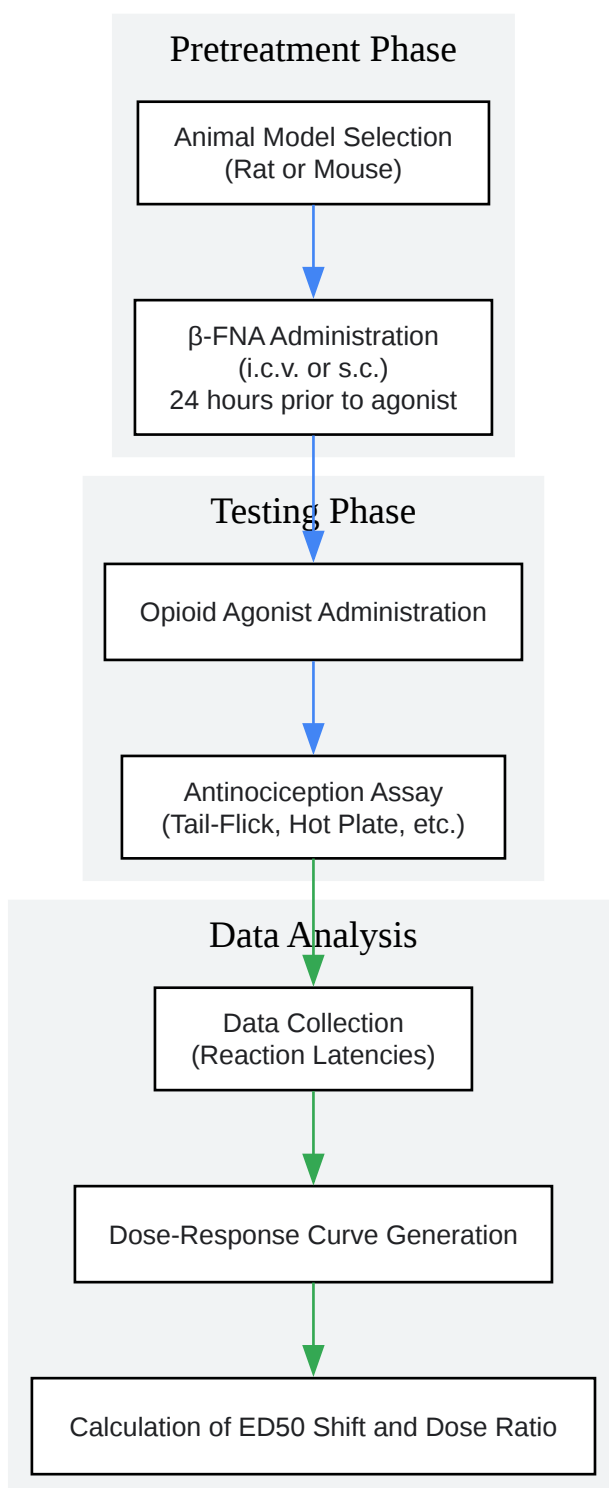 Pretreatment Phase
Animal Model Selection
(Rat or Mouse)
β-FNA Administration
(i.c.v. or s.c.)
24 hours prior to agonist
Testing Phase
Opioid Agonist Administration
Antinociception Assay
(Tail-Flick, Hot Plate, etc.)
Data Analysis
Data Collection
(Reaction Latencies)
Dose-Response Curve Generation
Calculation of ED50 Shift and Dose Ratio